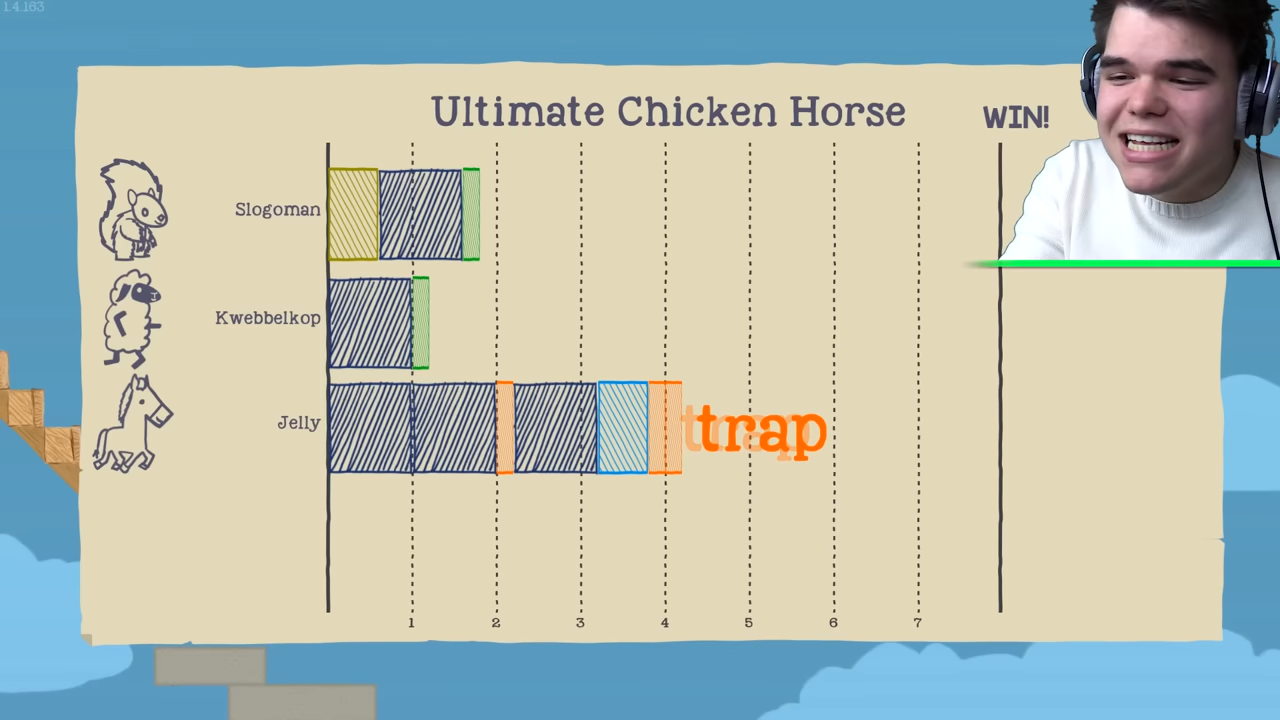 1.4.163
Ultimate Chicken Horse
WIN!
Slogoman
Kwebbelkop
Jelly
trap
1 2 3 4 5 6 7